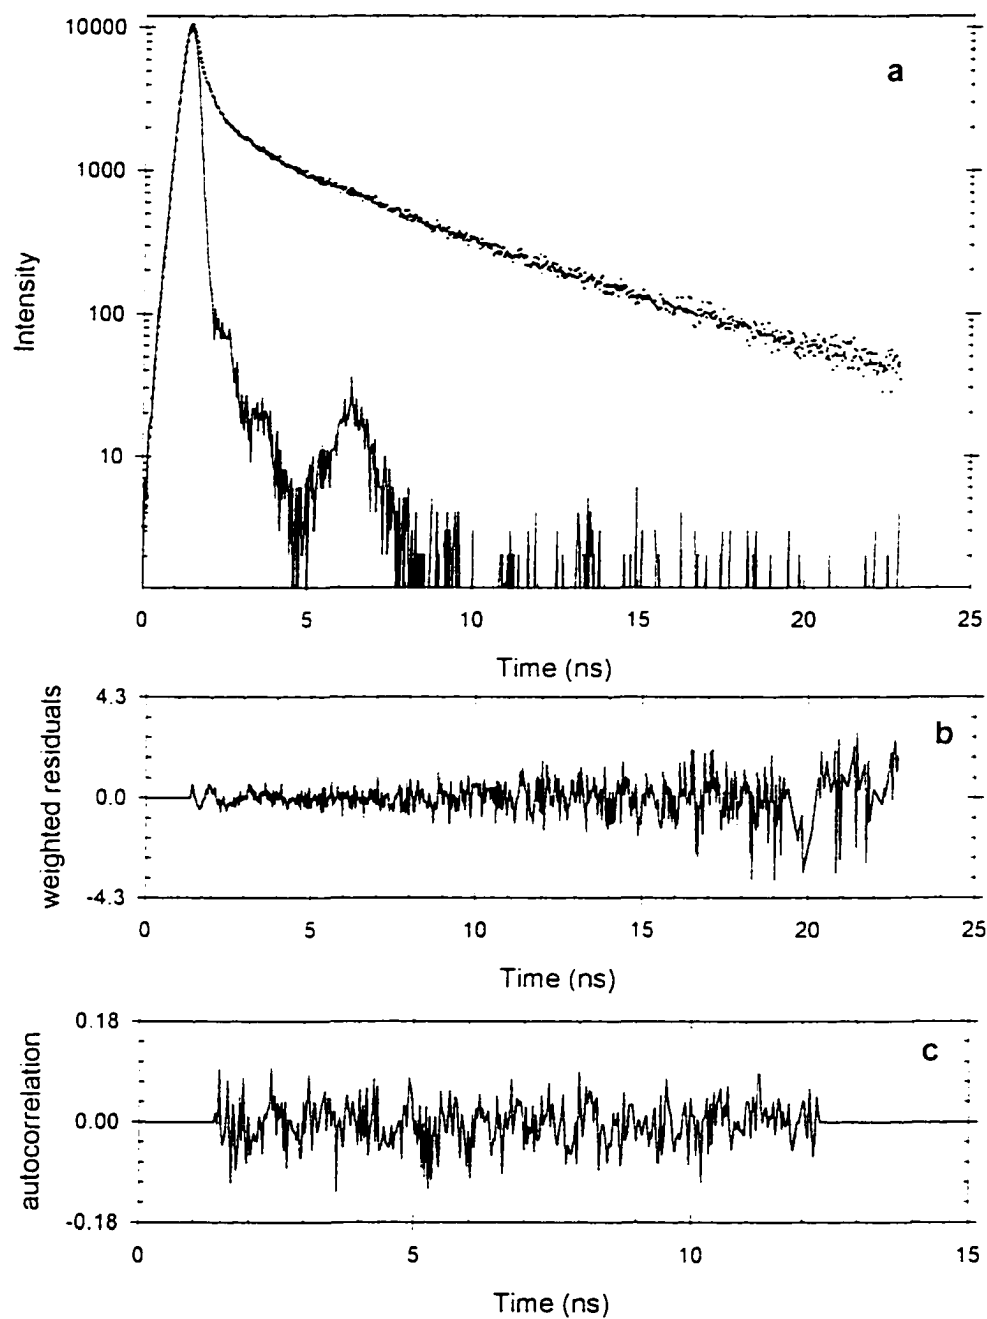 10000
a
1000
Intensity
100
10
0 5 10 15 20 25
Time (ns)
4.3
b
weighted residuals
0.0
-4.3
0 5 10 15 20 25
Time (ns)
0.18
c
autocorrelation
0.00
-0.18
0 5 10 15
Time (ns)